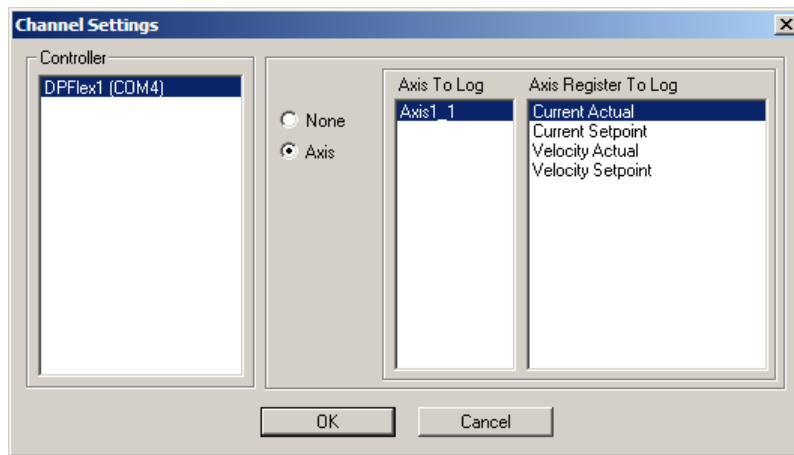 Channel Settings
Controller
DPFlex1 (COM4)
None
Axis
Axis To Log
Axis1_1
Axis Register To Log
Current Actual
Current Setpoint
Velocity Actual
Velocity Setpoint
OK
Cancel